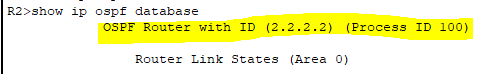 R2>show ip ospf database
OSPF Router with ID (2.2.2.2) (Process ID 100)
Router Link States (Area 0)